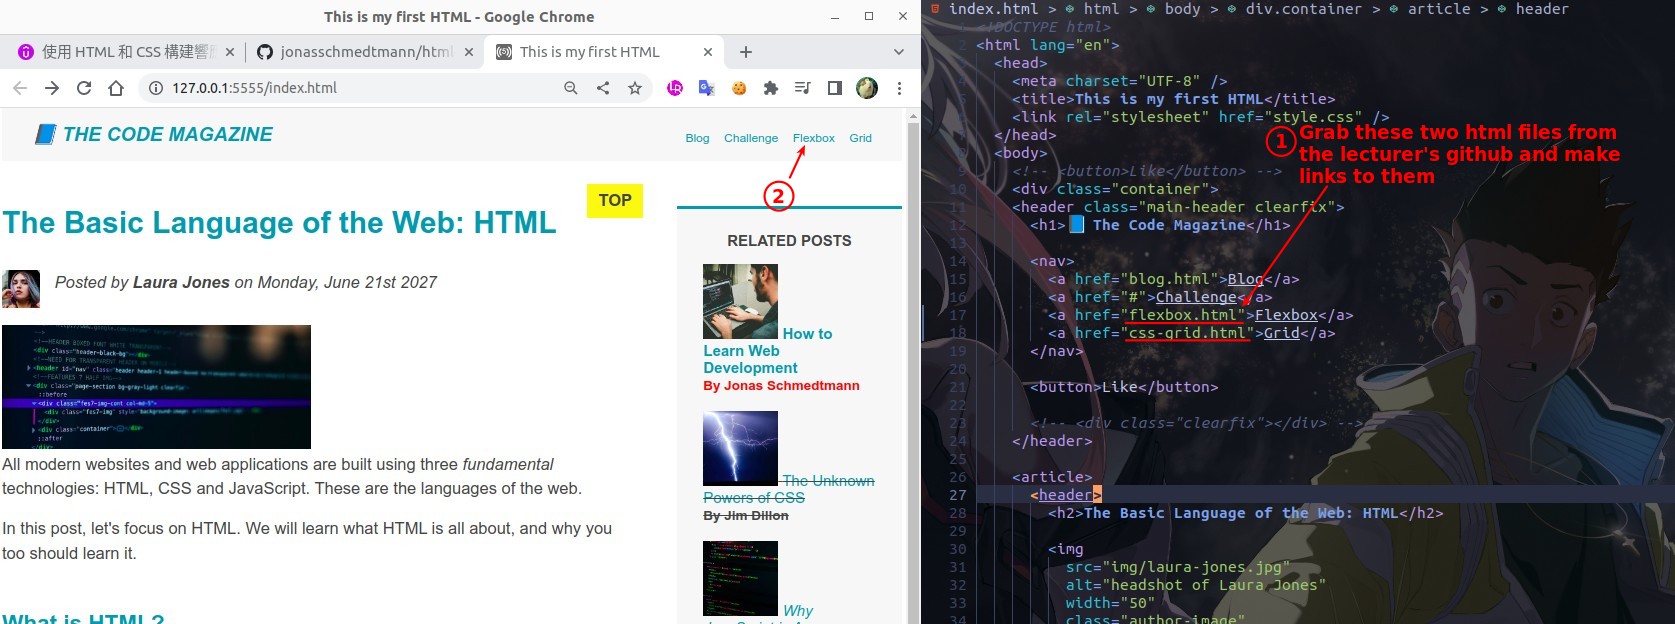 This is my first HTML - Google Chrome
使用 HTML 和 CSS 構建響
jonasschmedtmann/html
This is my first HTML
127.0.0.1:5555/index.html
THE CODE MAGAZINE
Blog Challenge Flexbox Grid
2
TOP
The Basic Language of the Web: HTML
Posted by Laura Jones on Monday, June 21st 2027
All modern websites and web applications are built using three fundamental
technologies: HTML, CSS and JavaScript. These are the languages of the web.
In this post, let's focus on HTML. We will learn what HTML is all about, and why you
too should learn it.
What is HTML?
RELATED POSTS
How to
Learn Web
Development
By Jonas Schmedtmann
The Unknown
Powers of CSS
By Jim Dillon
Why
index.html > html > body > div.container > article > header
1 <!DOCTYPE html>
2 <html lang="en">
<head>
<meta charset="UTF-8" />
<title>This is my first HTML</title>
<link rel="stylesheet" href="style.css" />
</head>
<body>
1 Grab these two html files from
the lecturer's github and make
links to them
9 <!-- <button>Like</button> -->
10 <div class="container">
11 <header class="main-header clearfix">
12 <h1>📘 The Code Magazine</h1>
13
14 <nav>
15 <a href="blog.html">Blog</a>
16 <a href="#">Challenge</a>
17 <a href="flexbox.html">Flexbox</a>
18 <a href="css-grid.html">Grid</a>
19 </nav>
20
21 <button>Like</button>
22
23 <!-- <div class="clearfix"></div> -->
24 </header>
25
26 <article>
27 <header>
28 <h2>The Basic Language of the Web: HTML</h2>
29
30 <img
31 src="img/laura-jones.jpg"
32 alt="headshot of Laura Jones"
33 width="50"
34 class="author-image"